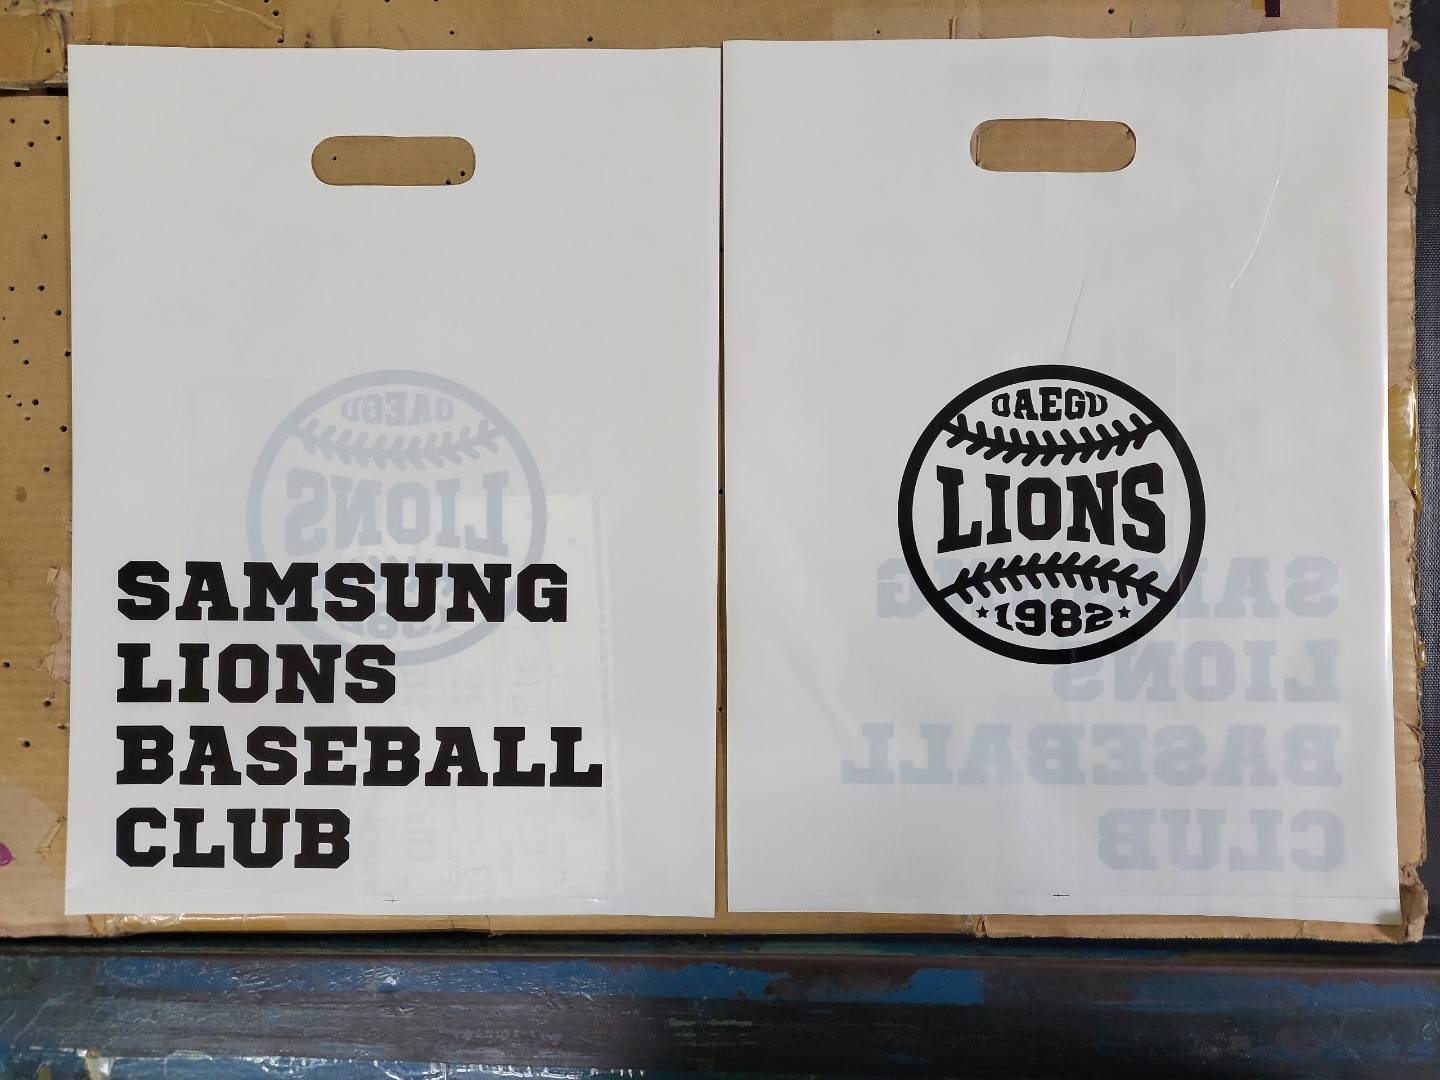 SAMSUNG
LIONS
BASEBALL
CLUB
DAEGU
LIONS
★1982★